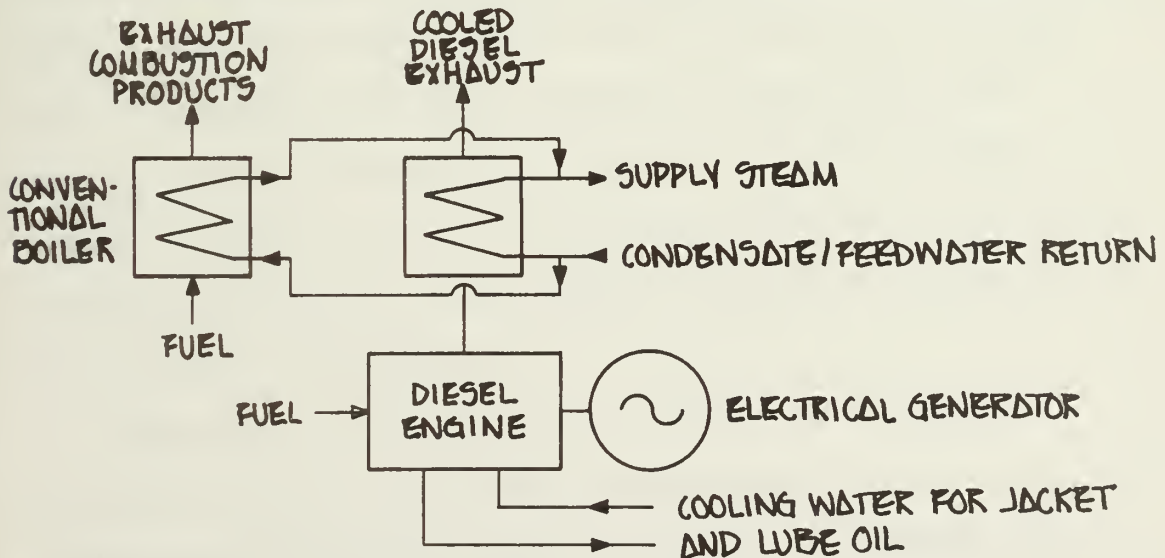 EXHAUST
COMBUSTION
PRODUCTS
COOLED
DIESEL
EXHAUST
CONVEN-
TIONAL
BOILER
SUPPLY STEAM
CONDENSATE/FEEDWATER RETURN
FUEL
FUEL
DIESEL
ENGINE
ELECTRICAL GENERATOR
COOLING WATER FOR JACKET
AND LUBE OIL